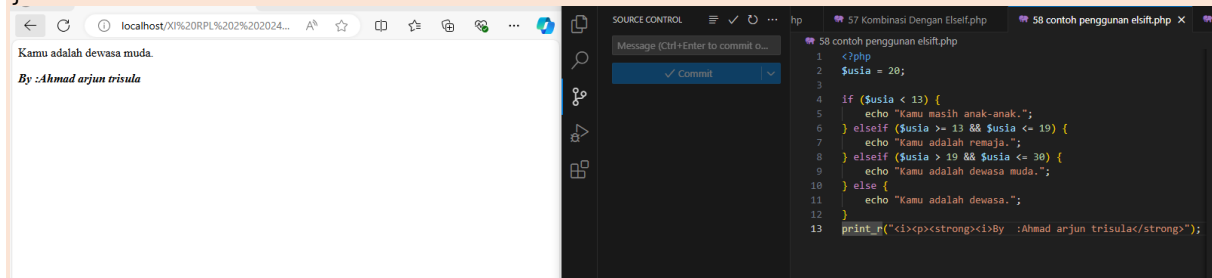 localhost/XI%20RPL%202%202024...
Kamu adalah dewasa muda.
By :Ahmad arjun trisula
SOURCE CONTROL
Message (Ctrl+Enter to commit o...
Commit
hp
57 Kombinasi Dengan ElseIf.php
58 contoh penggunan elsift.php
58 contoh penggunan elsift.php
1 <?php
2 $usia = 20;
3
4 if ($usia < 13) {
5 echo "Kamu masih anak-anak.";
6 } elseif ($usia >= 13 && $usia <= 19) {
7 echo "Kamu adalah remaja.";
8 } elseif ($usia > 19 && $usia <= 30) {
9 echo "Kamu adalah dewasa muda.";
10 } else {
11 echo "Kamu adalah dewasa.";
12 }
13 print_r("<i><p><strong><i>By  :Ahmad arjun trisula</strong>");